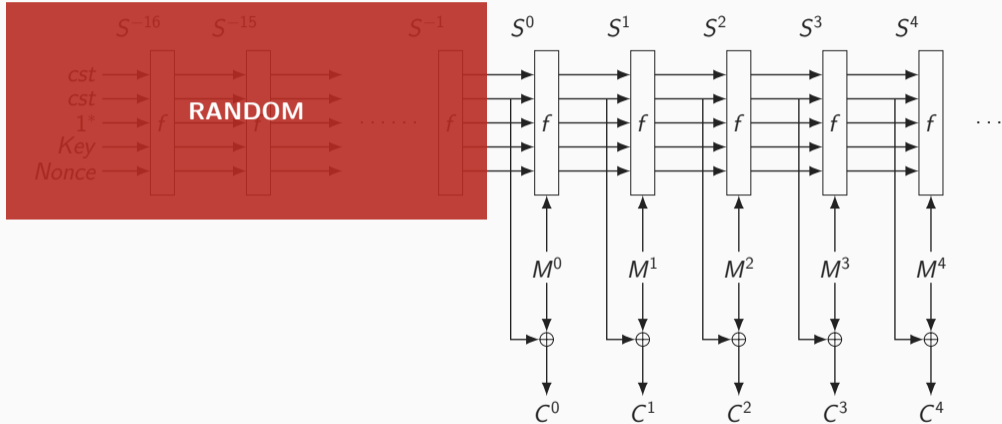 S⁻¹⁶ S⁻¹⁵ S⁻¹ S⁰ S¹ S² S³ S⁴
cst
cst
1*
Key
Nonce
f f ······ f f f f f f ···
RANDOM
M⁰ M¹ M² M³ M⁴
C⁰ C¹ C² C³ C⁴